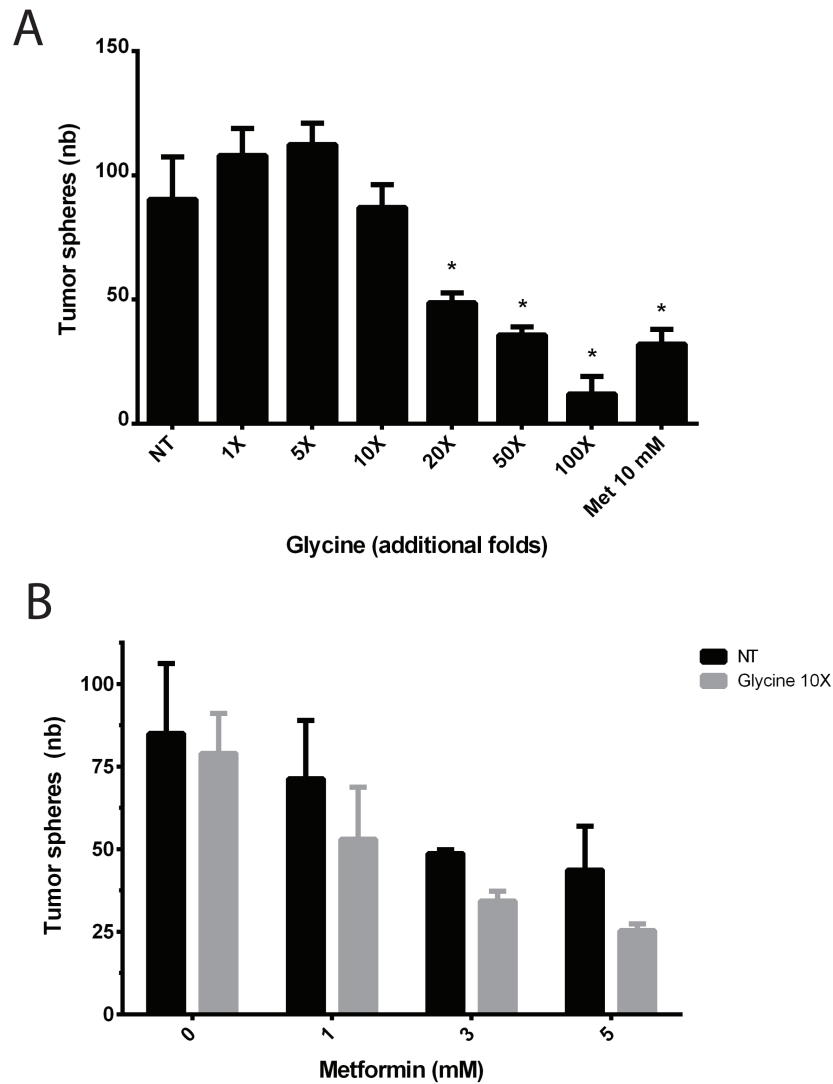 A
150
100
50
0
Tumor spheres (nb)
*
*
*
*
NT
1X
5X
10X
20X
50X
100X
Met 10 mM
Glycine (additional folds)
B
100
75
50
25
0
Tumor spheres (nb)
NT
Glycine 10X
0
1
3
5
Metformin (mM)